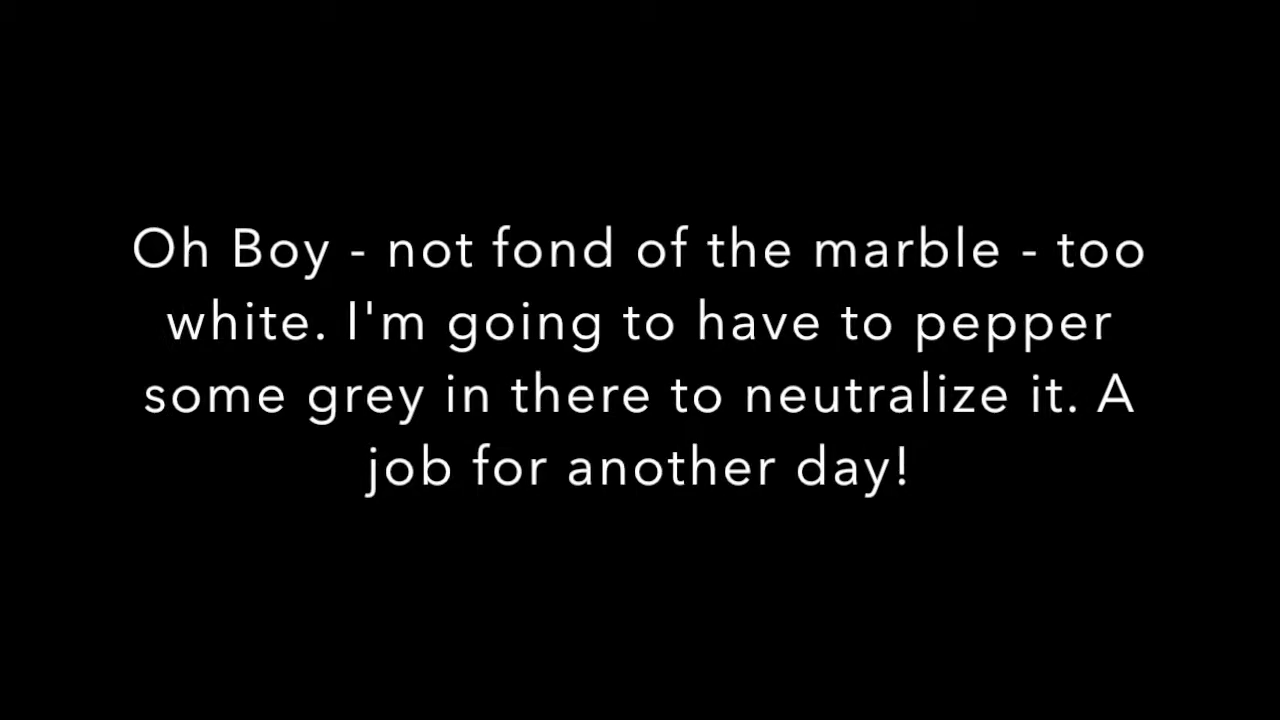 Oh Boy - not fond of the marble - too
white. I'm going to have to pepper
some grey in there to neutralize it. A
job for another day!